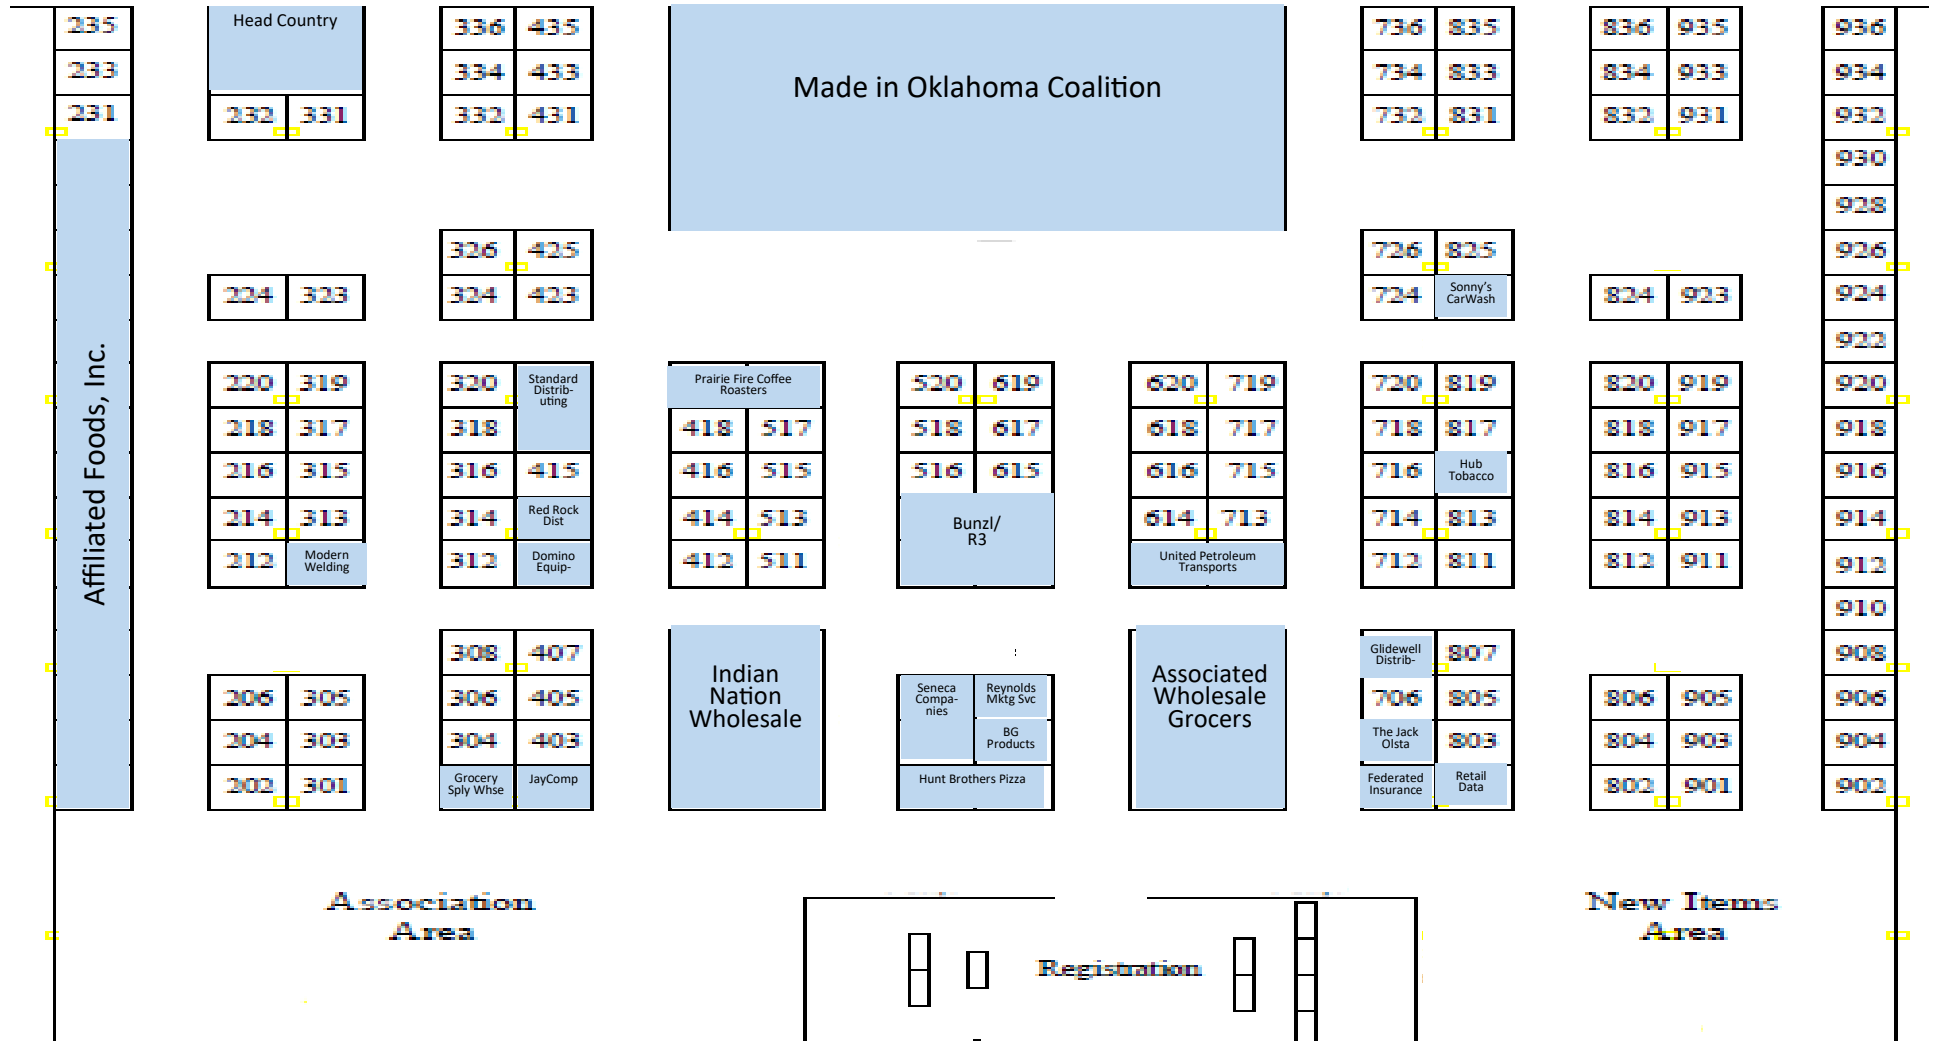 235
Head Country
336 435
Made in Oklahoma Coalition
736 835
836 935
936
233
334 433
734 833
834 933
934
231
232 331
332 431
732 831
832 931
932
930
928
326 425
726 825
926
224 323
324 423
724
Sonny's
CarWash
824 923
924
922
Affiliated Foods, Inc.
220 319
320
Standard
Distrib-
uting
Prairie Fire Coffee
Roasters
520 619
620 719
720 819
820 919
920
218 317
318
418 517
518 617
618 717
718 817
818 917
918
216 315
316 415
416 515
516 615
616 715
716
Hub
Tobacco
816 915
916
214 313
314
Red Rock
Dist
414 513
Bunzl/
R3
614 713
714 813
814 913
914
212
Modern
Welding
312
Domino
Equip-
412 511
United Petroleum
Transports
712 811
812 911
912
910
308 407
Indian
Nation
Wholesale
Associated
Wholesale
Grocers
Glidewell
Distrib-
807
908
206 305
306 405
Seneca
Compa-
nies
Reynolds
Mktg Svc
706 805
806 905
906
204 303
304 403
BG
Products
The Jack
Olsta
803
804 903
904
202 301
Grocery
Sply Whse
JayComp
Hunt Brothers Pizza
Federated
Insurance
Retail
Data
802 901
902
Association
Area
New Items
Area
Registration